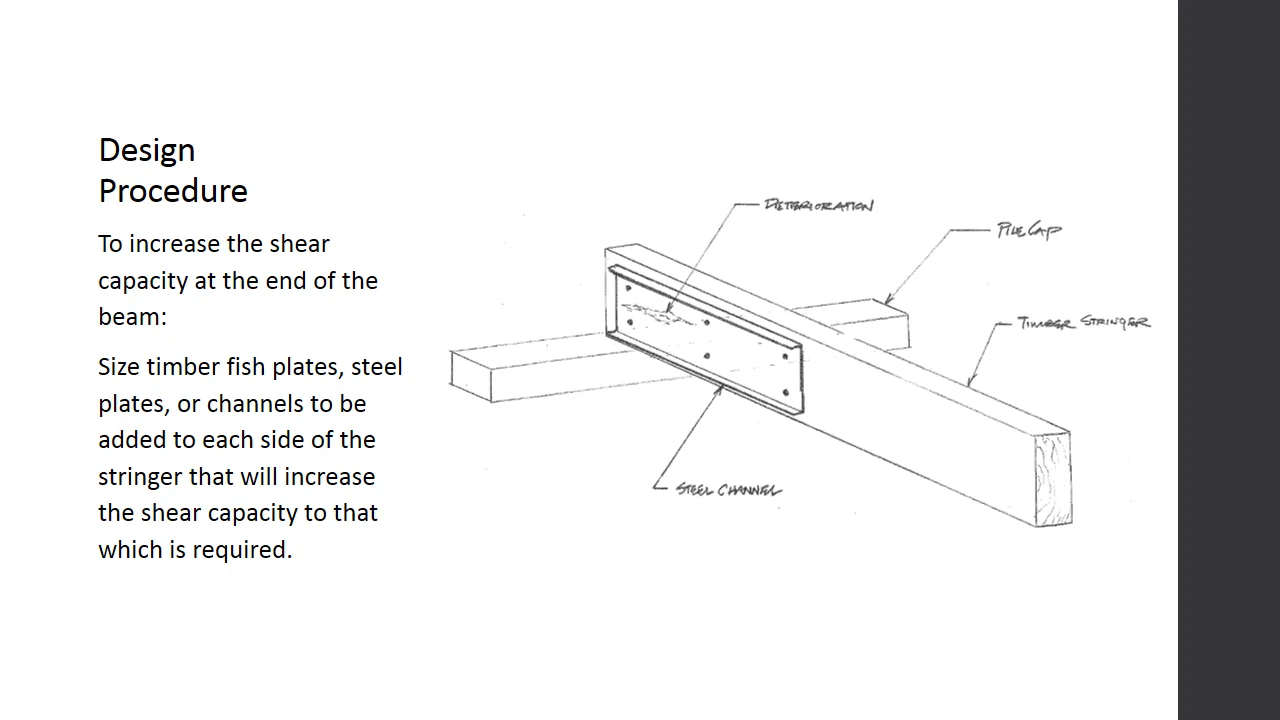 Design
Procedure
To increase the shear
capacity at the end of the
beam:
Size timber fish plates, steel
plates, or channels to be
added to each side of the
stringer that will increase
the shear capacity to that
which is required.
DETERIORATION
PILE CAP
TIMBER STRINGER
STEEL CHANNEL